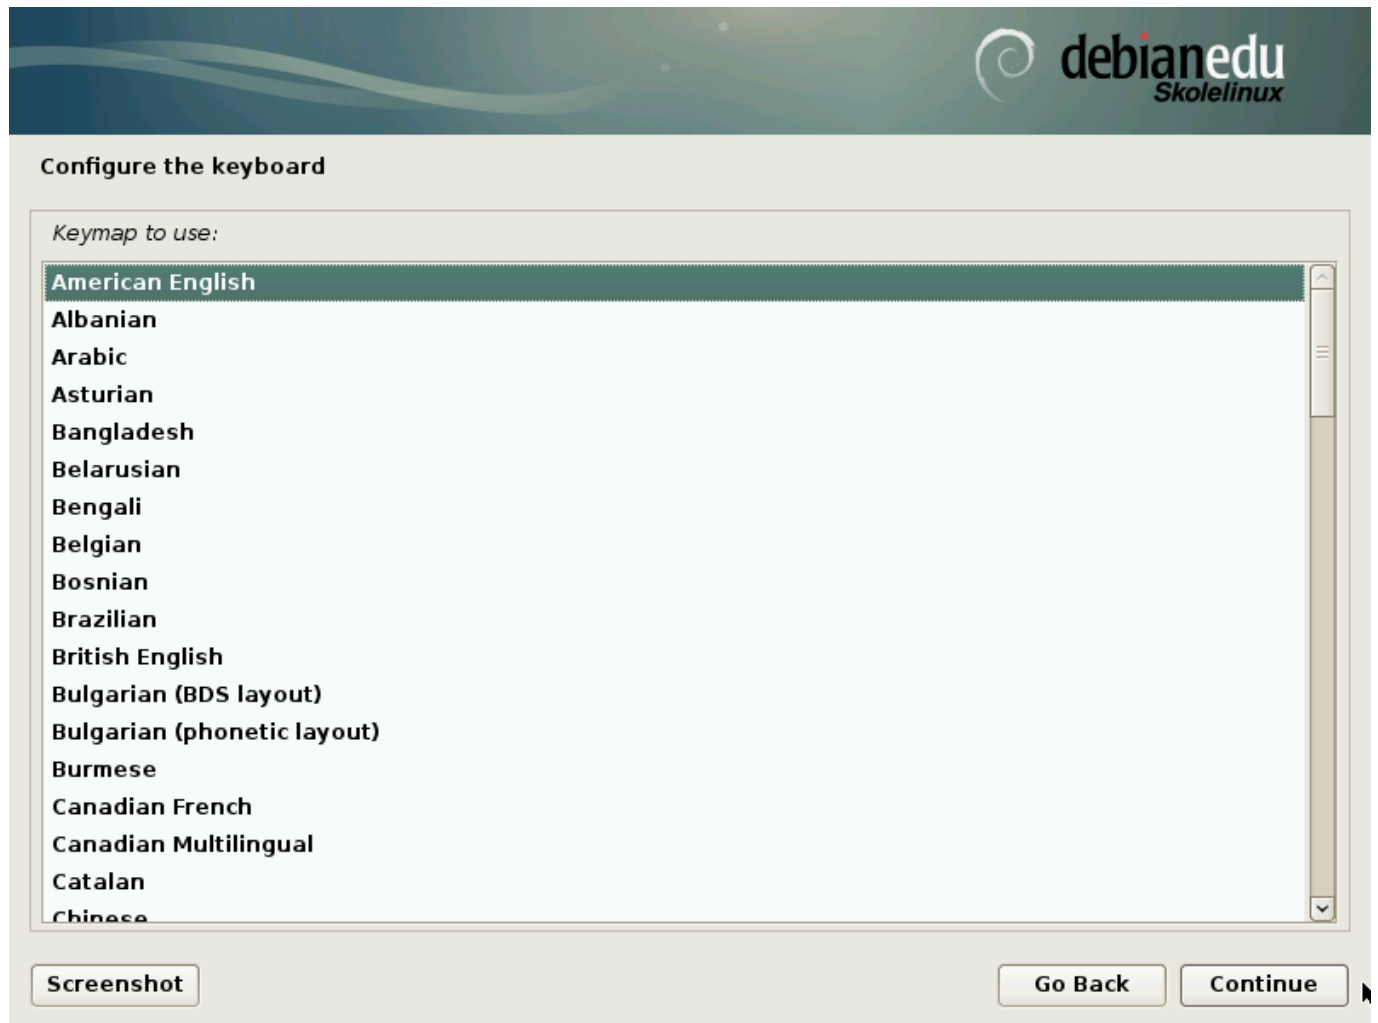 debianedu
Skolelinux
Configure the keyboard
Keymap to use:
American English
Albanian
Arabic
Asturian
Bangladesh
Belarusian
Bengali
Belgian
Bosnian
Brazilian
British English
Bulgarian (BDS layout)
Bulgarian (phonetic layout)
Burmese
Canadian French
Canadian Multilingual
Catalan
Chinese
Screenshot Go Back Continue